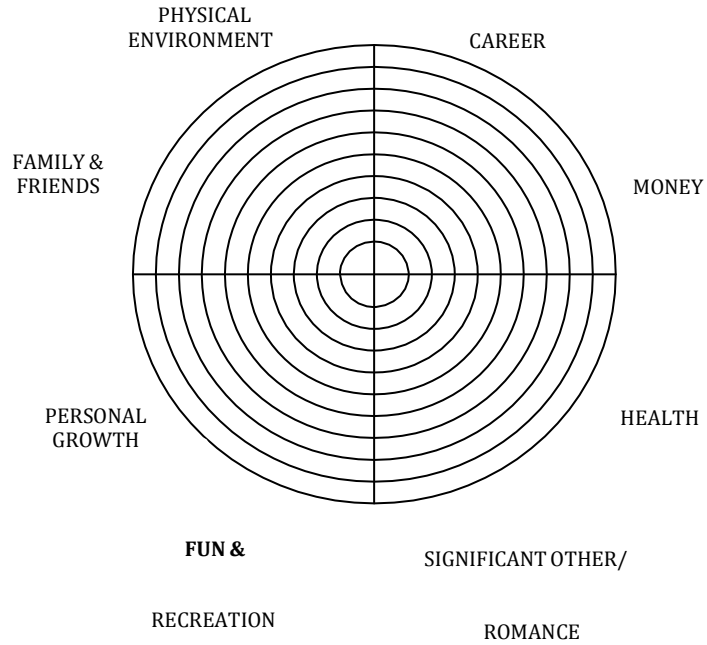 PHYSICAL
ENVIRONMENT
CAREER
FAMILY &
FRIENDS
MONEY
PERSONAL
GROWTH
HEALTH
FUN &
RECREATION
SIGNIFICANT OTHER/
ROMANCE